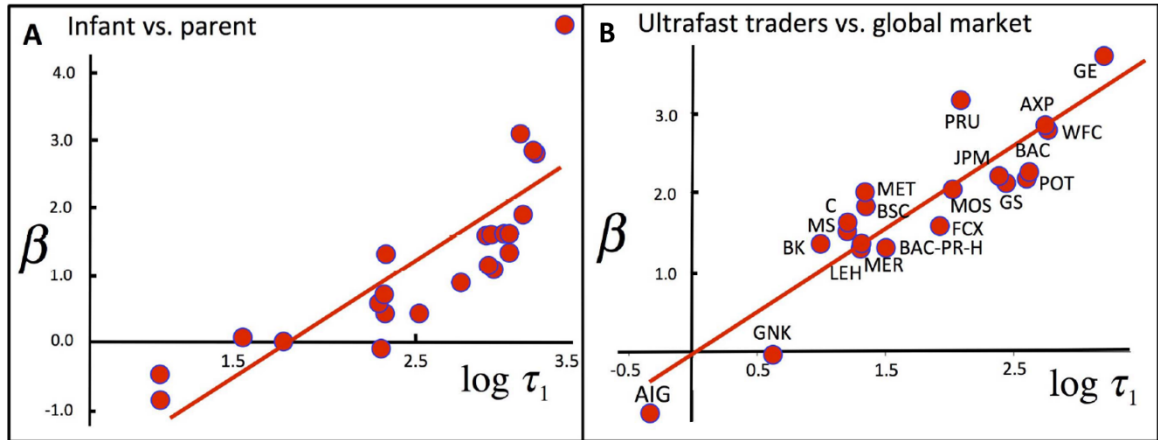 A Infant vs. parent
4.0
3.0
β
2.0
1.0
0.0
1.5
2.5
3.5
log τ1
-1.0
B Ultrafast traders vs. global market
GE
3.0
PRU
AXP
WFC
JPM
BAC
2.0
MET
POT
β
C
BSC
MOS
GS
MS
FCX
BK
BAC-PR-H
1.0
LEH
MER
GNK
-0.5
0.5
1.5
2.5
log τ1
AIG